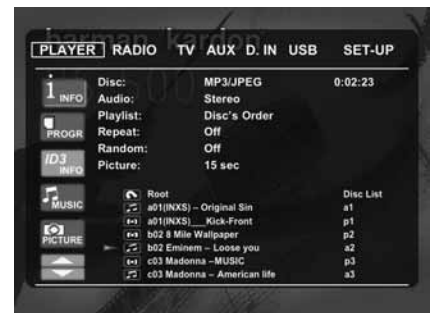 harman kardon
PLAYER RADIO TV AUX D. IN USB SET-UP
i INFO
Disc: MP3/JPEG 0:02:23
Audio: Stereo
Playlist: Disc's Order
PROGR
Repeat: Off
Random: Off
ID3 INFO
Picture: 15 sec
MUSIC
Root Disc List
a01(INXS) – Original Sin a1
a01(INXS)___Kick-Front p1
PICTURE
b02 8 Mile Wallpaper p2
b02 Eminem – Loose you a2
c03 Madonna –MUSIC p3
c03 Madonna – American life a3